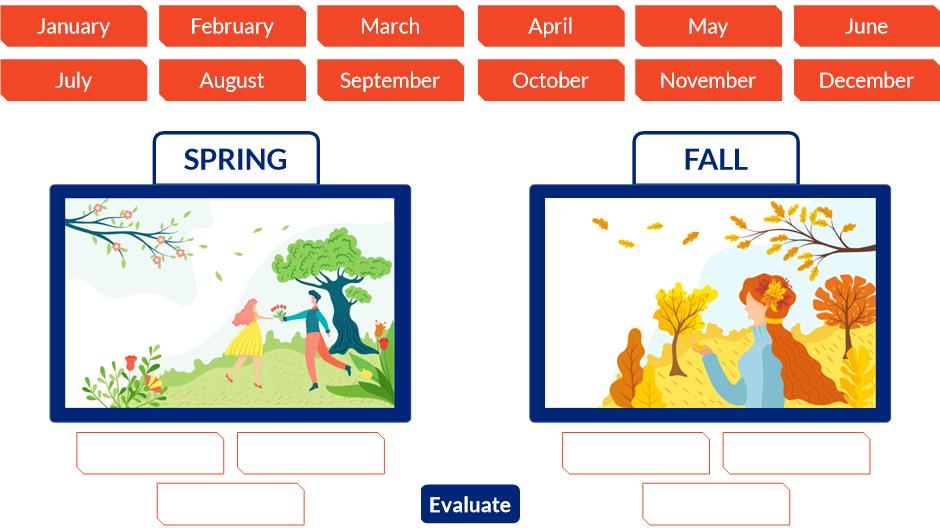 January February March April May June
July August September October November December
SPRING FALL
Evaluate